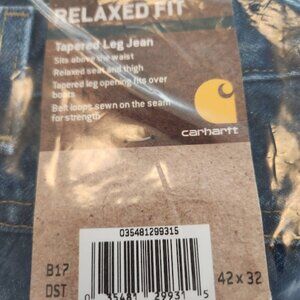 RELAXED FIT
Tapered Leg Jean
Sits above the waist
Relaxed seat and thigh
Tapered leg opening fits over
boots
Belt loops sewn on the seam
for strength
carhartt
035481299315
B17
DST
42 x 32
0 35481 29931 5